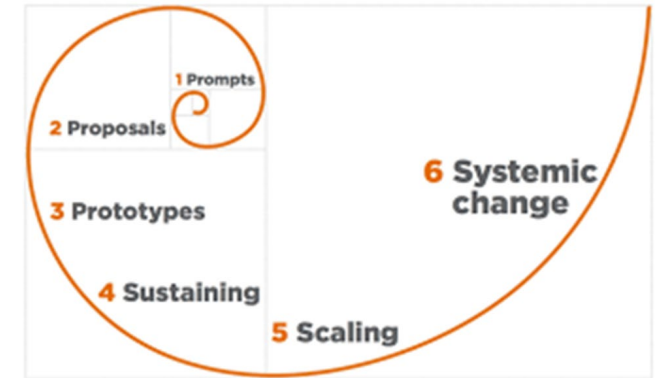 1 Prompts
2 Proposals
3 Prototypes
4 Sustaining
5 Scaling
6 Systemic
change